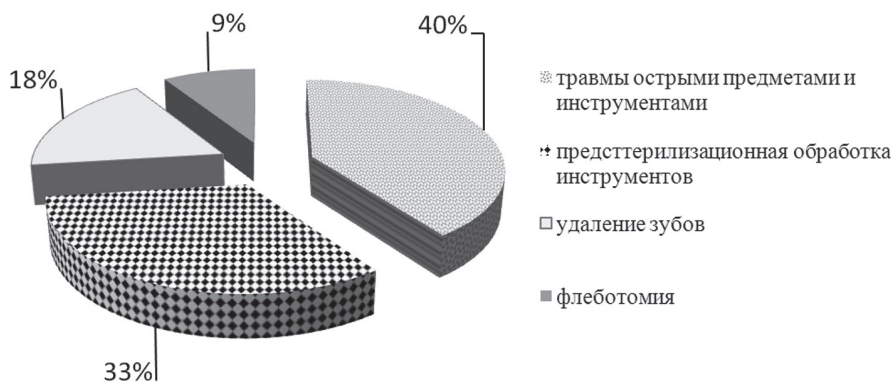 9%
40%
18%
33%
травмы острыми предметами и
инструментами
предсттерилизационная обработка
инструментов
удаление зубов
флеботомия